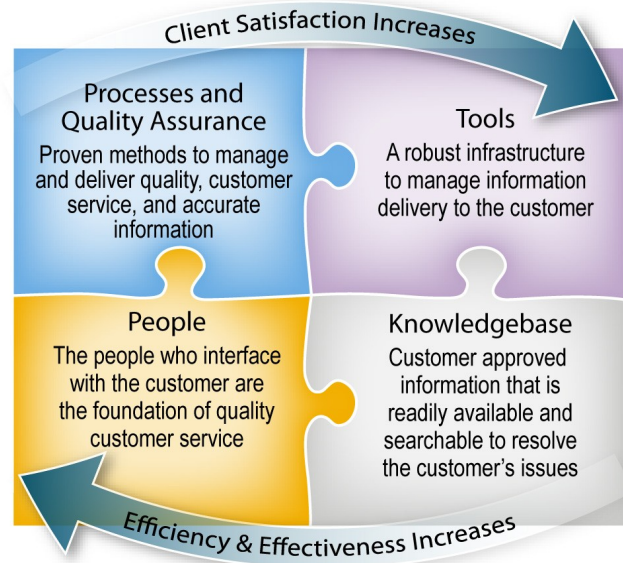 Client Satisfaction Increases
Processes and
Quality Assurance
Proven methods to manage
and deliver quality, customer
service, and accurate
information
Tools
A robust infrastructure
to manage information
delivery to the customer
People
The people who interface
with the customer are
the foundation of quality
customer service
Knowledgebase
Customer approved
information that is
readily available and
searchable to resolve
the customer's issues
Efficiency & Effectiveness Increases